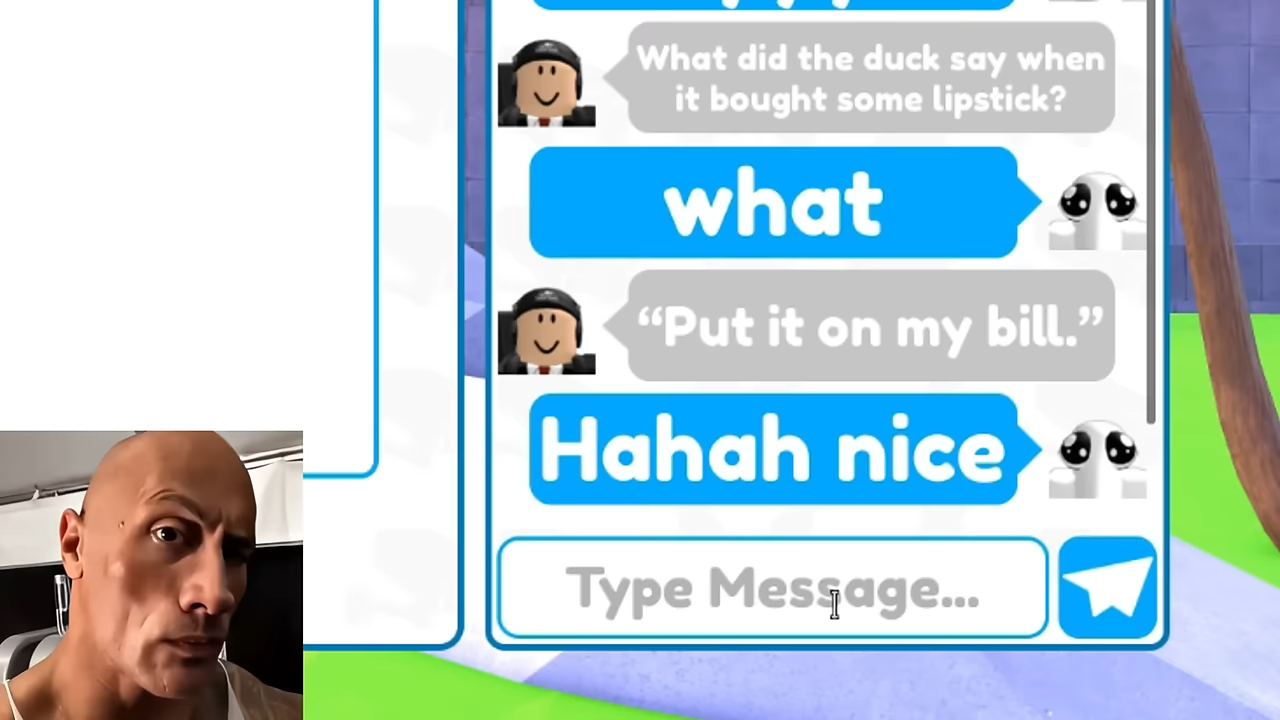 What did the duck say when
it bought some lipstick?
what
“Put it on my bill.”
Hahah nice
Type Message...